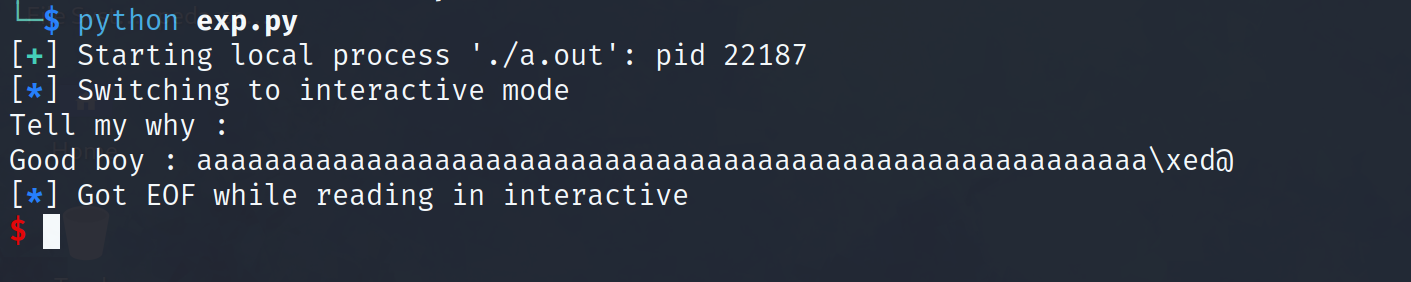 └─$ python exp.py
[+] Starting local process './a.out': pid 22187
[*] Switching to interactive mode
Tell my why :
Good boy : aaaaaaaaaaaaaaaaaaaaaaaaaaaaaaaaaaaaaaaaaaaaaaaaaaaaaaaa\xed@
[*] Got EOF while reading in interactive
$